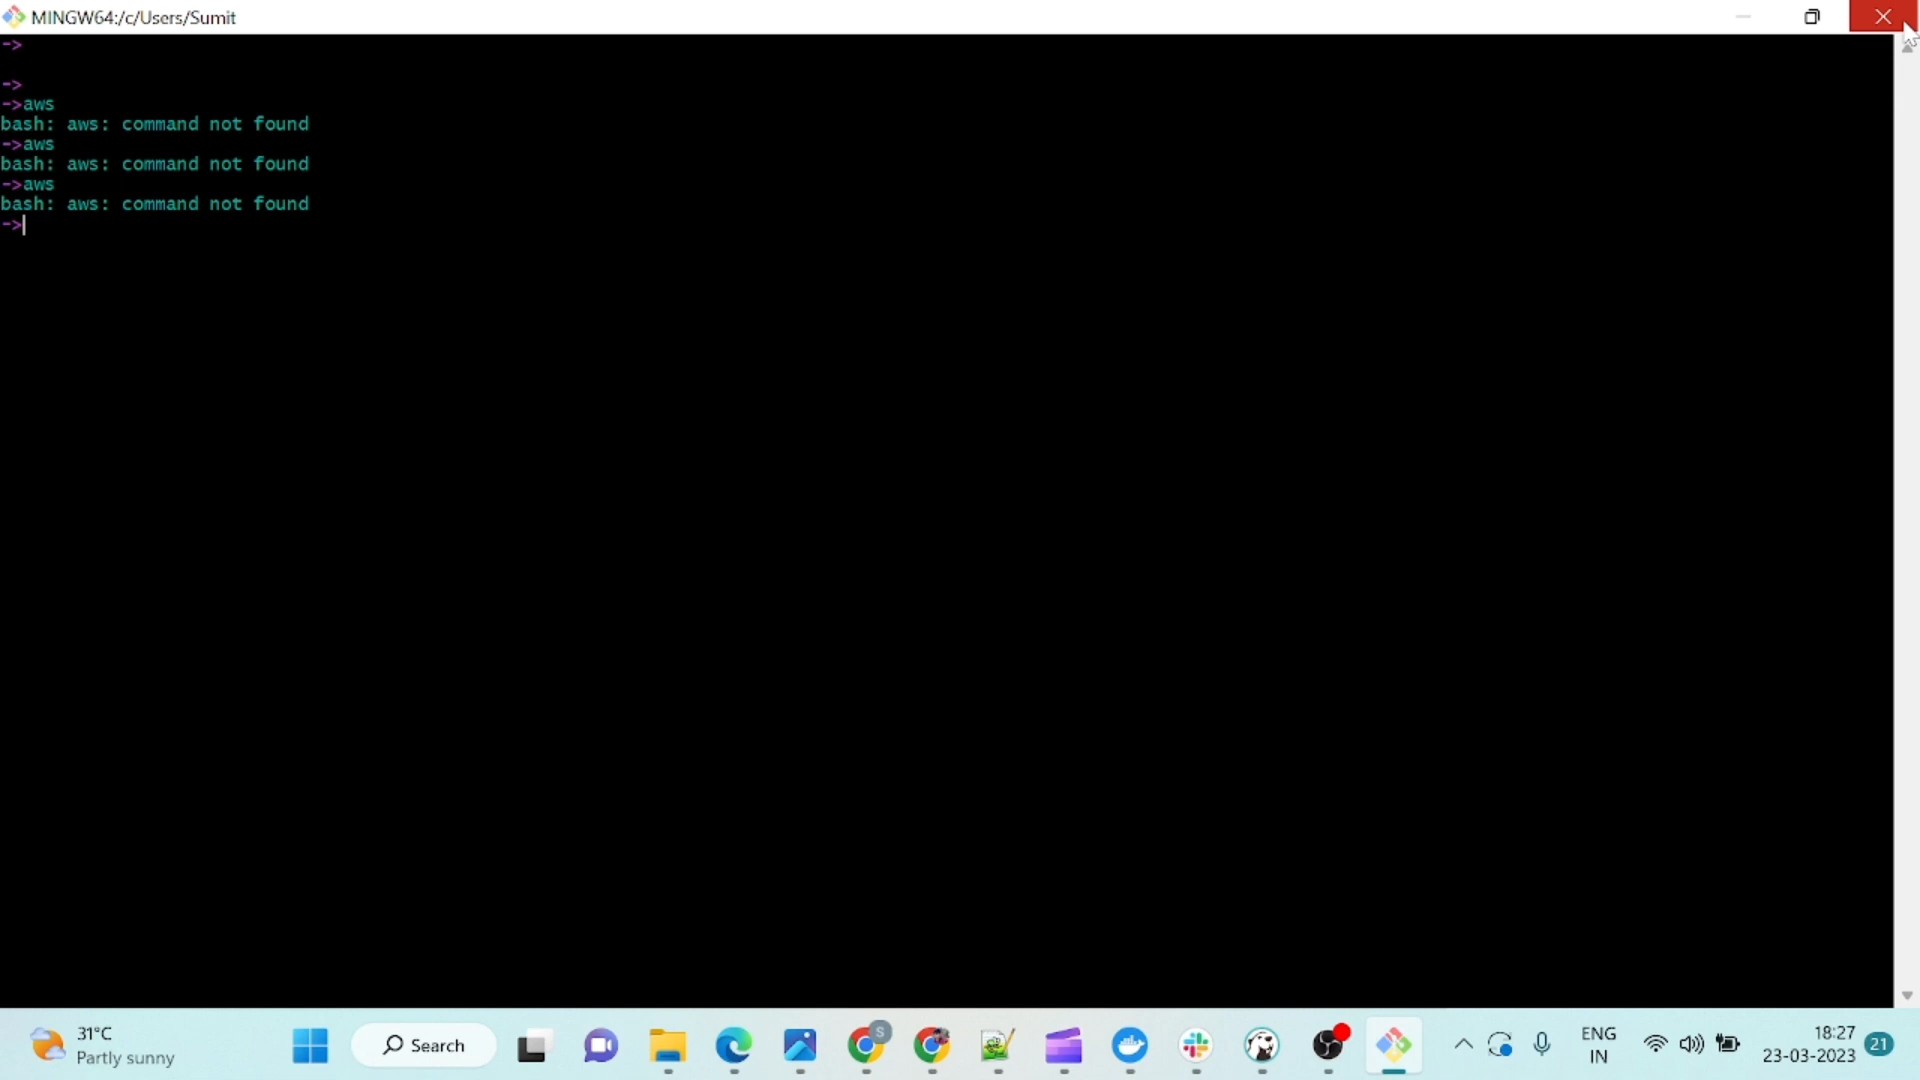 MINGW64:/c/Users/Sumit
->
->
->aws
bash: aws: command not found
->aws
bash: aws: command not found
->aws
bash: aws: command not found
->
31°C
Partly sunny
Search
S
ENG
IN
18:27
23-03-2023
21